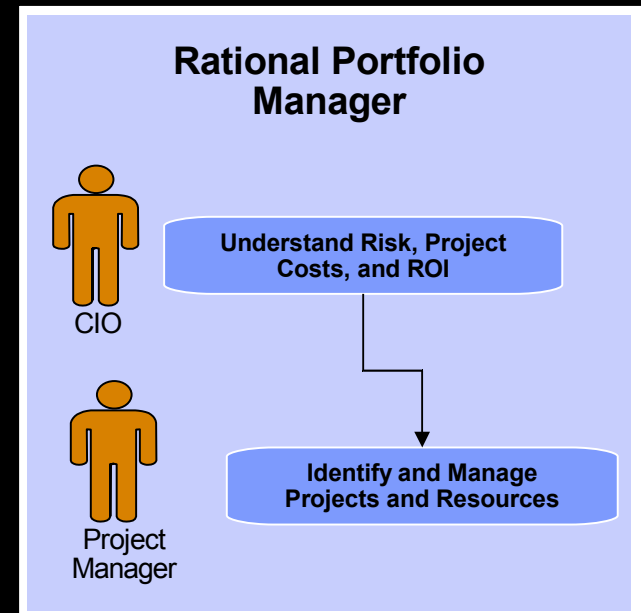 Rational Portfolio
Manager
Understand Risk, Project
Costs, and ROI
CIO
Identify and Manage
Projects and Resources
Project
Manager